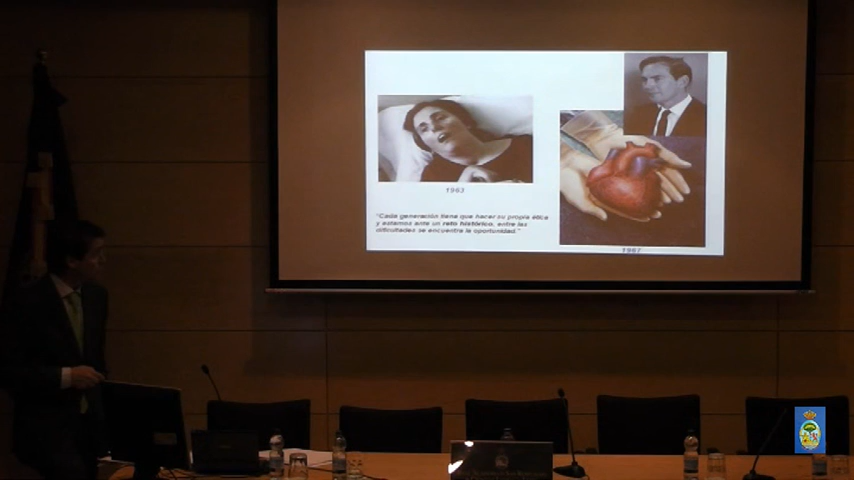 1963
"Cada generación tiene que hacer su propia ética
y estamos ante un reto histórico, entre las
dificultades se encuentra la oportunidad."
1967